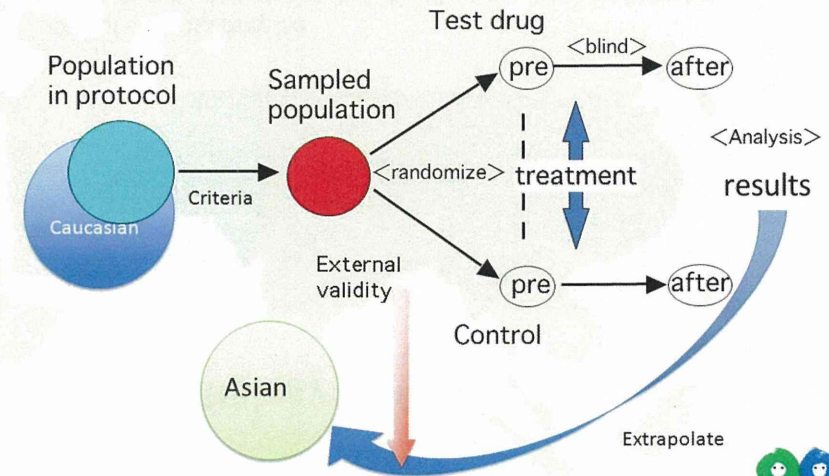 Test drug
<blind>
pre
after
Population
in protocol
Sampled
population
<Analysis>
Criteria
<randomize>
treatment
results
Caucasian
External
validity
pre
after
Control
Asian
Extrapolate